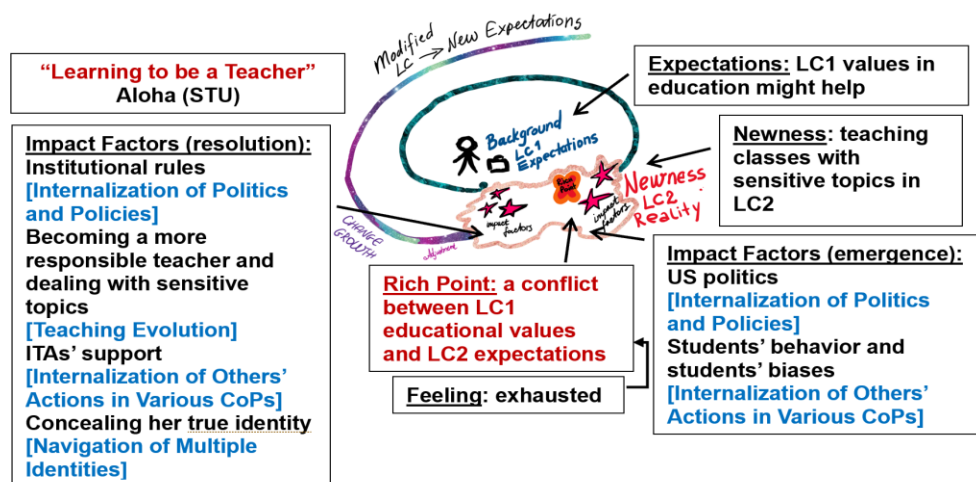 “Learning to be a Teacher”
Aloha (STU)
Impact Factors (resolution):
Institutional rules
[Internalization of Politics
and Policies]
Becoming a more
responsible teacher and
dealing with sensitive
topics
[Teaching Evolution]
ITAs’ support
[Internalization of Others’
Actions in Various CoPs]
Concealing her true identity
[Navigation of Multiple
Identities]
Modified
LC → New Expectations
Background
LC1
Expectations
Rich
Point
Newness
LC2
Reality
impact
factors
impact
factors
CHANGE
GROWTH
adjustment
Expectations: LC1 values in
education might help
Newness: teaching
classes with
sensitive topics in
LC2
Rich Point: a conflict
between LC1
educational values
and LC2 expectations
Feeling: exhausted
Impact Factors (emergence):
US politics
[Internalization of Politics
and Policies]
Students’ behavior and
students’ biases
[Internalization of Others’
Actions in Various CoPs]